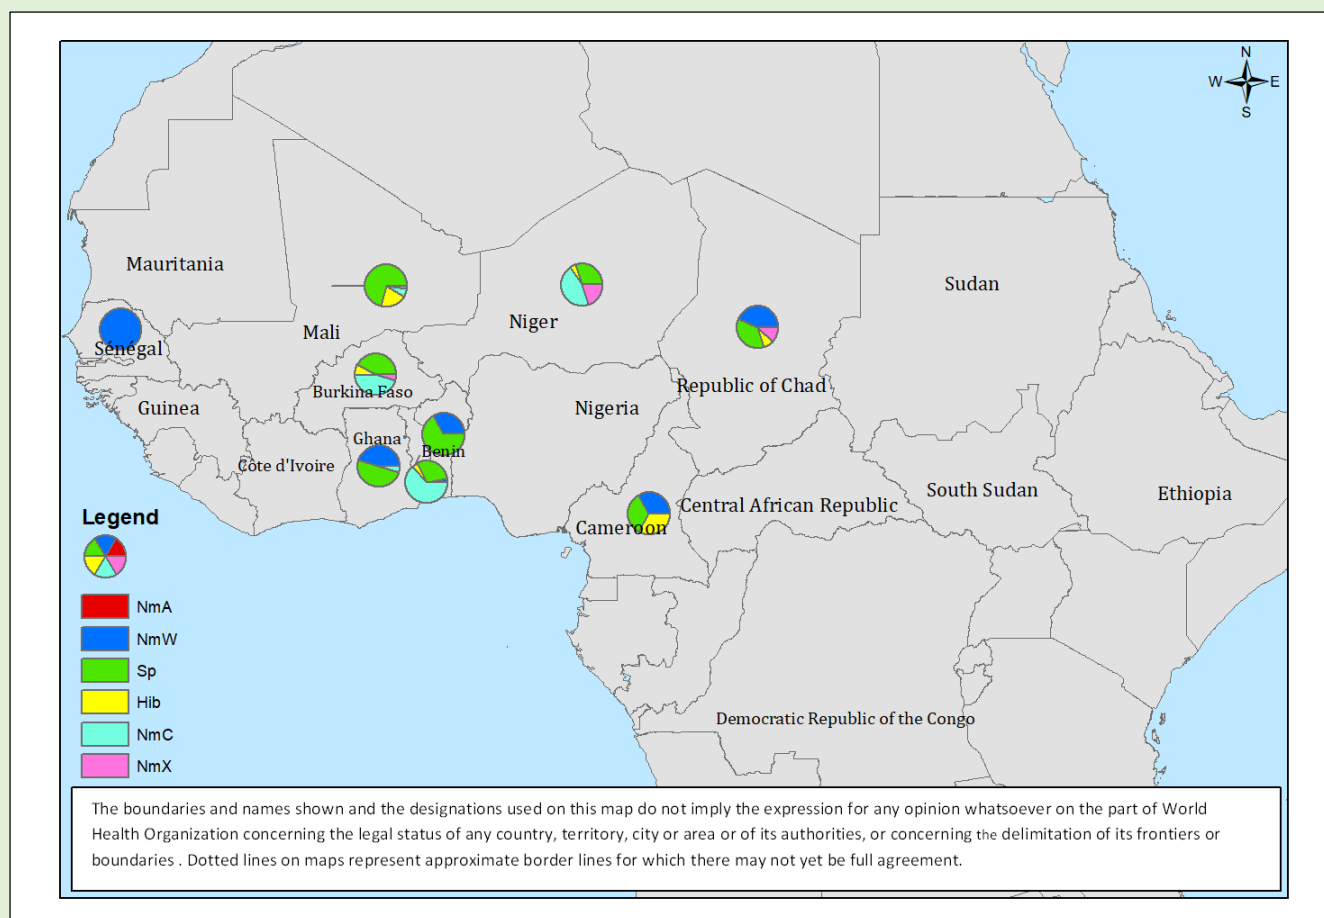 N
W E
S
Mauritania
Sudan
Niger
Mali
Sénégal
Republic of Chad
Burkina Faso
Guinea
Nigeria
Ghana
Benin
Côte d'Ivoire
South Sudan
Ethiopia
Central African Republic
Cameroon
Legend
NmA
NmW
Sp
Hib
NmC
NmX
Democratic Republic of the Congo
The boundaries and names shown and the designations used on this map do not imply the expression for any opinion whatsoever on the part of World
Health Organization concerning the legal status of any country, territory, city or area or of its authorities, or concerning the delimitation of its frontiers or
boundaries . Dotted lines on maps represent approximate border lines for which there may not yet be full agreement.